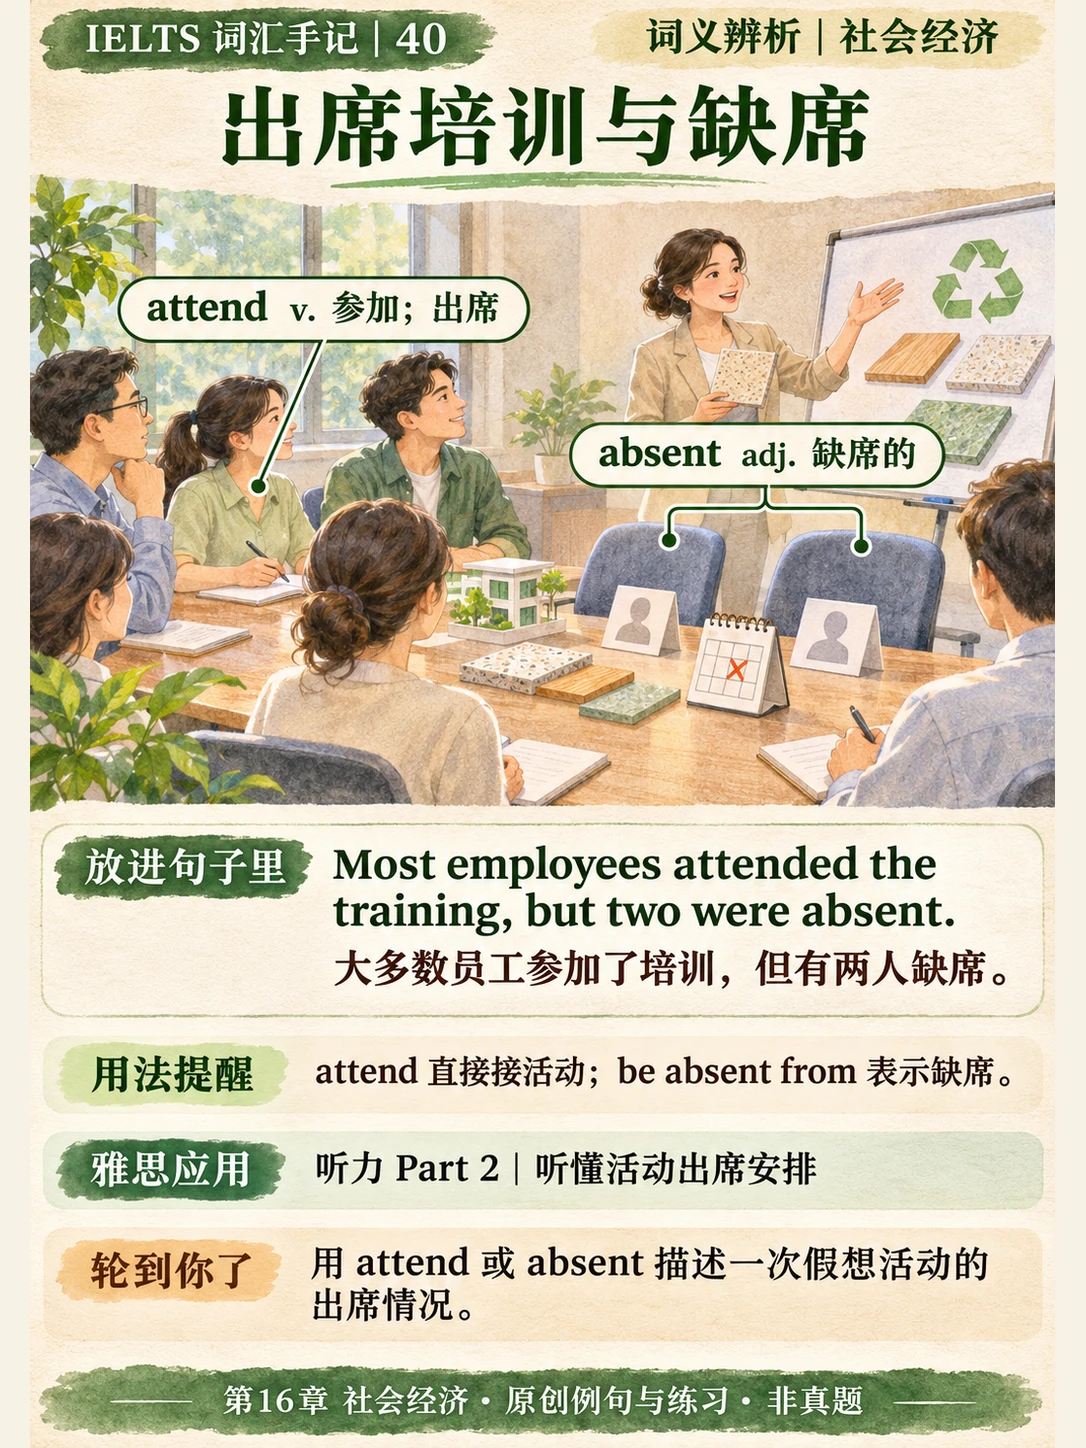 IELTS 词汇手记 | 40
词义辨析 | 社会经济
出席培训与缺席
attend v. 参加；出席
absent adj. 缺席的
放进句子里
Most employees attended the
training, but two were absent.
大多数员工参加了培训，但有两人缺席。
用法提醒
attend 直接接活动；be absent from 表示缺席。
雅思应用
听力 Part 2 | 听懂活动出席安排
轮到你了
用 attend 或 absent 描述一次假想活动的
出席情况。
第16章 社会经济 · 原创例句与练习 · 非真题